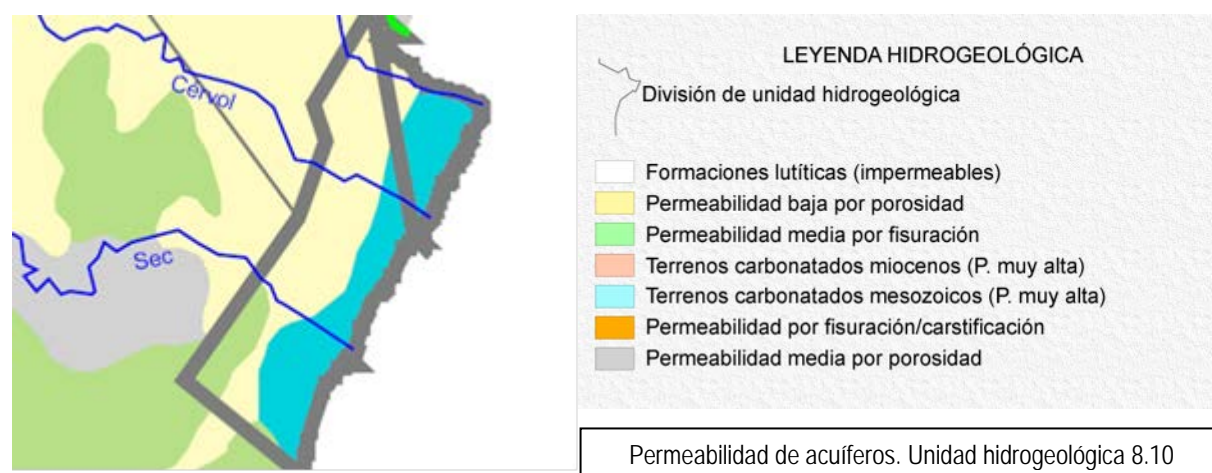 Cervol
Sec
LEYENDA HIDROGEOLÓGICA
División de unidad hidrogeológica
Formaciones lutíticas (impermeables)
Permeabilidad baja por porosidad
Permeabilidad media por fisuración
Terrenos carbonatados miocenos (P. muy alta)
Terrenos carbonatados mesozoicos (P. muy alta)
Permeabilidad por fisuración/carstificación
Permeabilidad media por porosidad
Permeabilidad de acuíferos. Unidad hidrogeológica 8.10